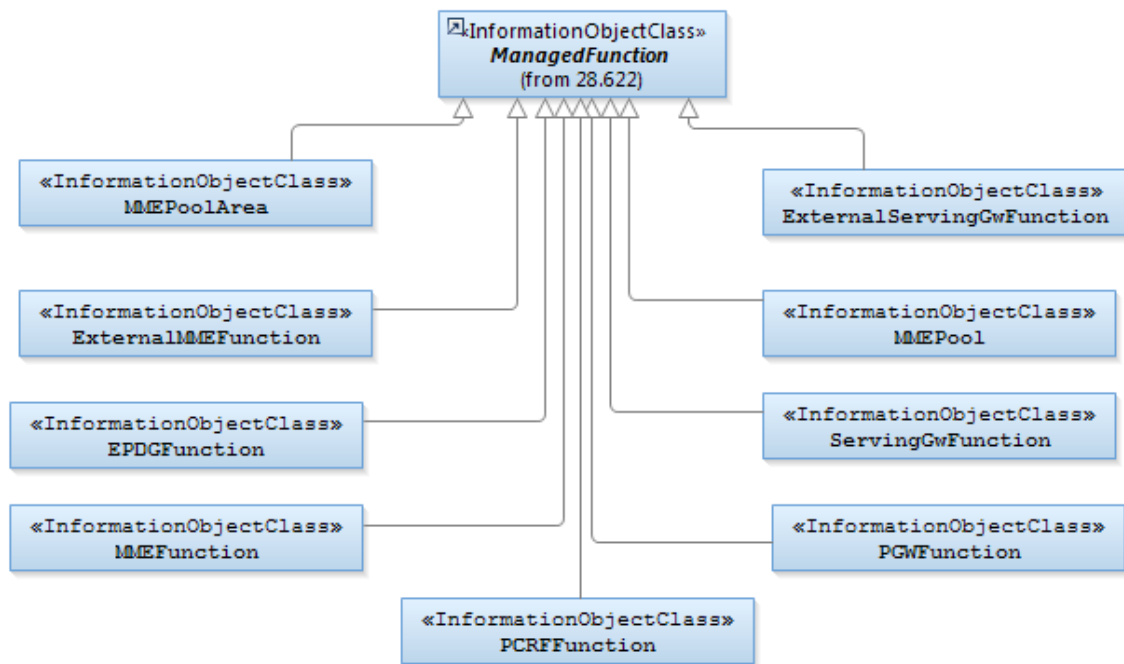 «InformationObjectClass»
ManagedFunction
(from 28.622)
«InformationObjectClass»
MMEPoolArea
«InformationObjectClass»
ExternalServingGwFunction
«InformationObjectClass»
ExternalMMEFunction
«InformationObjectClass»
MMEPool
«InformationObjectClass»
EPDGFunction
«InformationObjectClass»
ServingGwFunction
«InformationObjectClass»
MMEFunction
«InformationObjectClass»
PGWFunction
«InformationObjectClass»
PCRFFunction